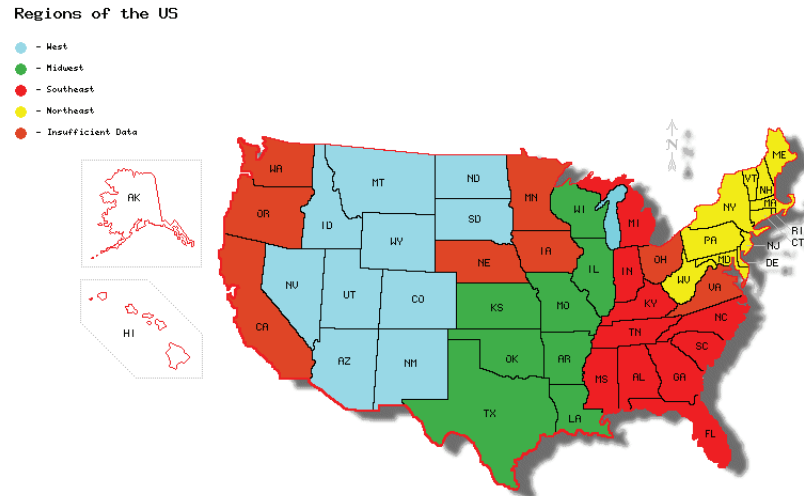 Regions of the US
- West
- Midwest
- Southeast
- Northeast
- Insufficient Data
AK
HI
WA
OR
CA
ID
NV
MT
WY
UT
AZ
CO
NM
ND
SD
NE
KS
OK
TX
MN
IA
MO
AR
LA
WI
IL
MI
IN
OH
KY
TN
MS
AL
GA
FL
SC
NC
VA
WV
MD
PA
NY
VT
NH
ME
MA
RI
CT
NJ
DE
N